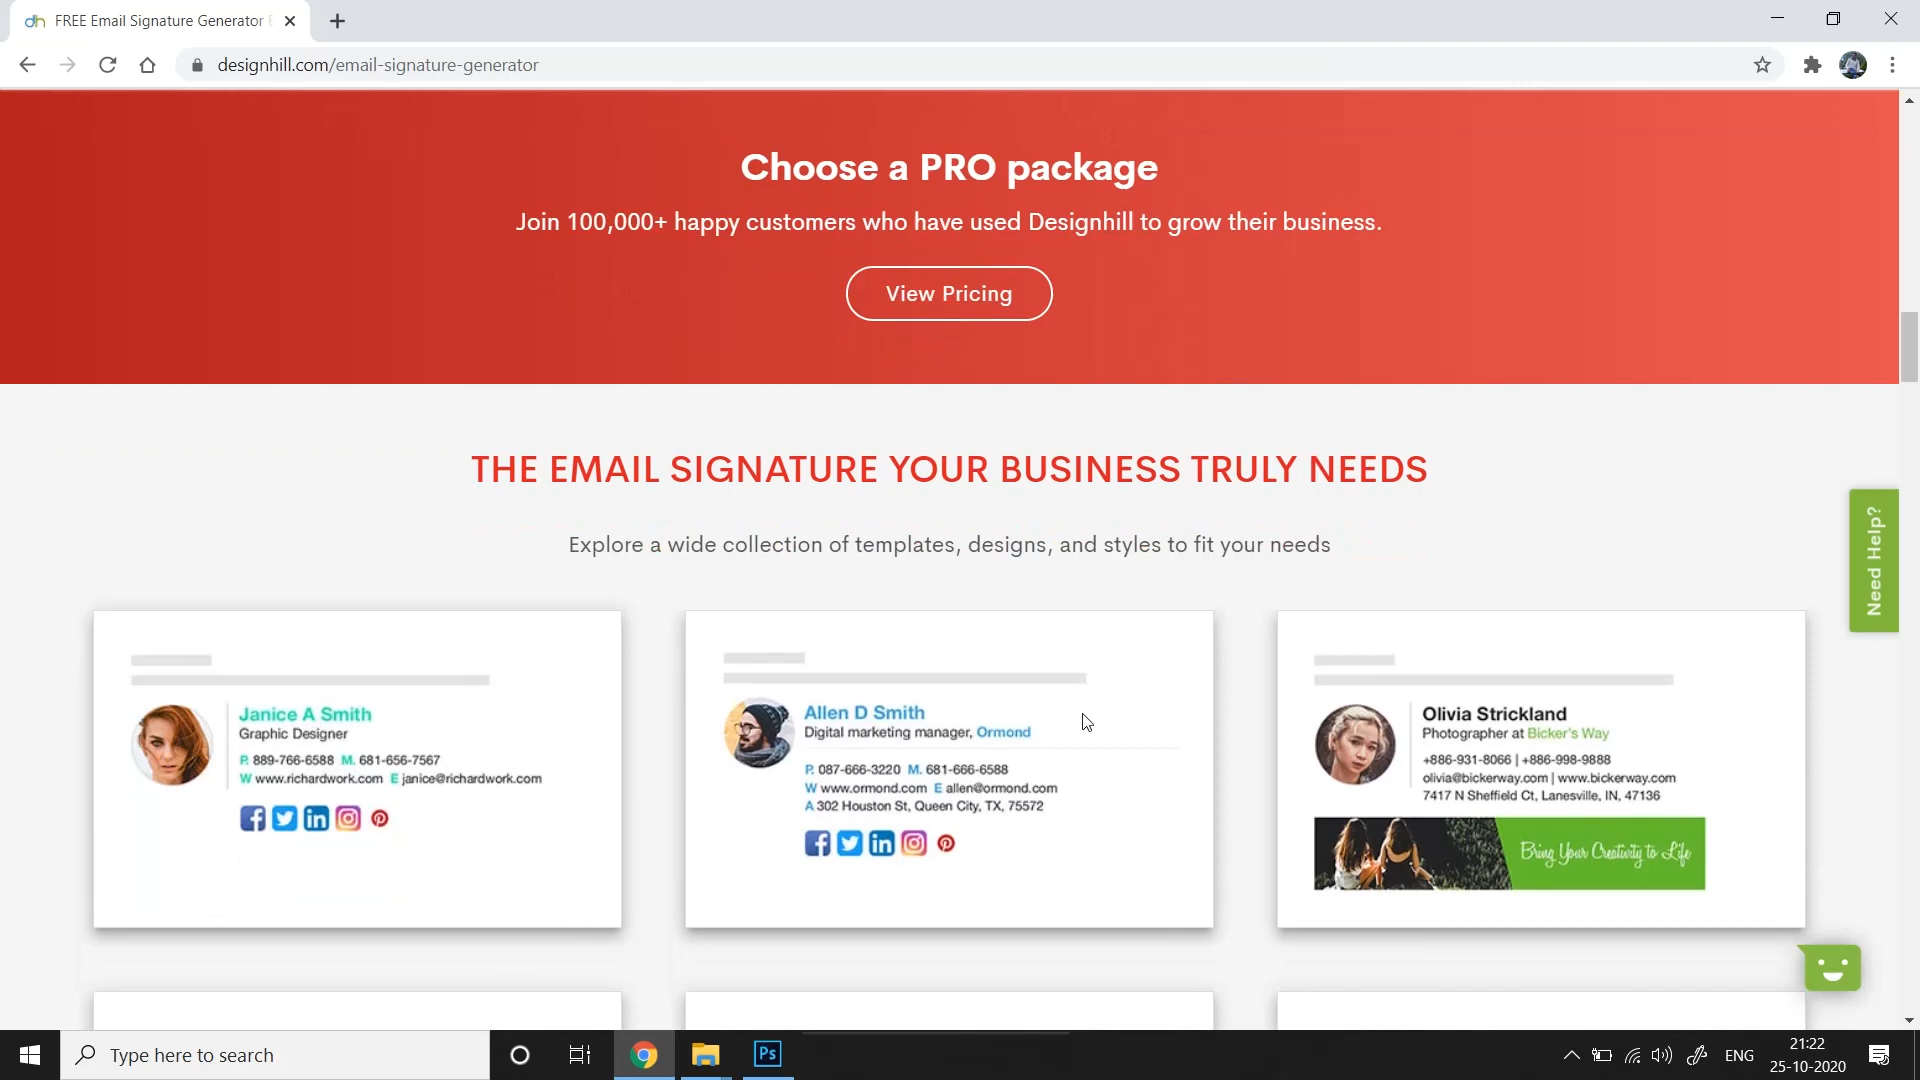 dh FREE Email Signature Generator
designhill.com/email-signature-generator
Choose a PRO package
Join 100,000+ happy customers who have used Designhill to grow their business.
View Pricing
THE EMAIL SIGNATURE YOUR BUSINESS TRULY NEEDS
Explore a wide collection of templates, designs, and styles to fit your needs
Need Help?
Janice A Smith
Graphic Designer
P. 889-766-6588 M. 681-656-7567
W www.richardwork.com E janice@richardwork.com
Allen D Smith
Digital marketing manager, Ormond
P. 087-666-3220 M. 681-666-6588
W www.ormond.com E allen@ormond.com
A 302 Houston St, Queen City, TX, 75572
Olivia Strickland
Photographer at Bicker's Way
+886-931-8066 | +886-998-9888
olivia@bickerway.com | www.bickerway.com
7417 N Sheffield Ct, Lanesville, IN, 47136
Bring Your Creativity to Life
Type here to search
Ps
ENG
21:22
25-10-2020